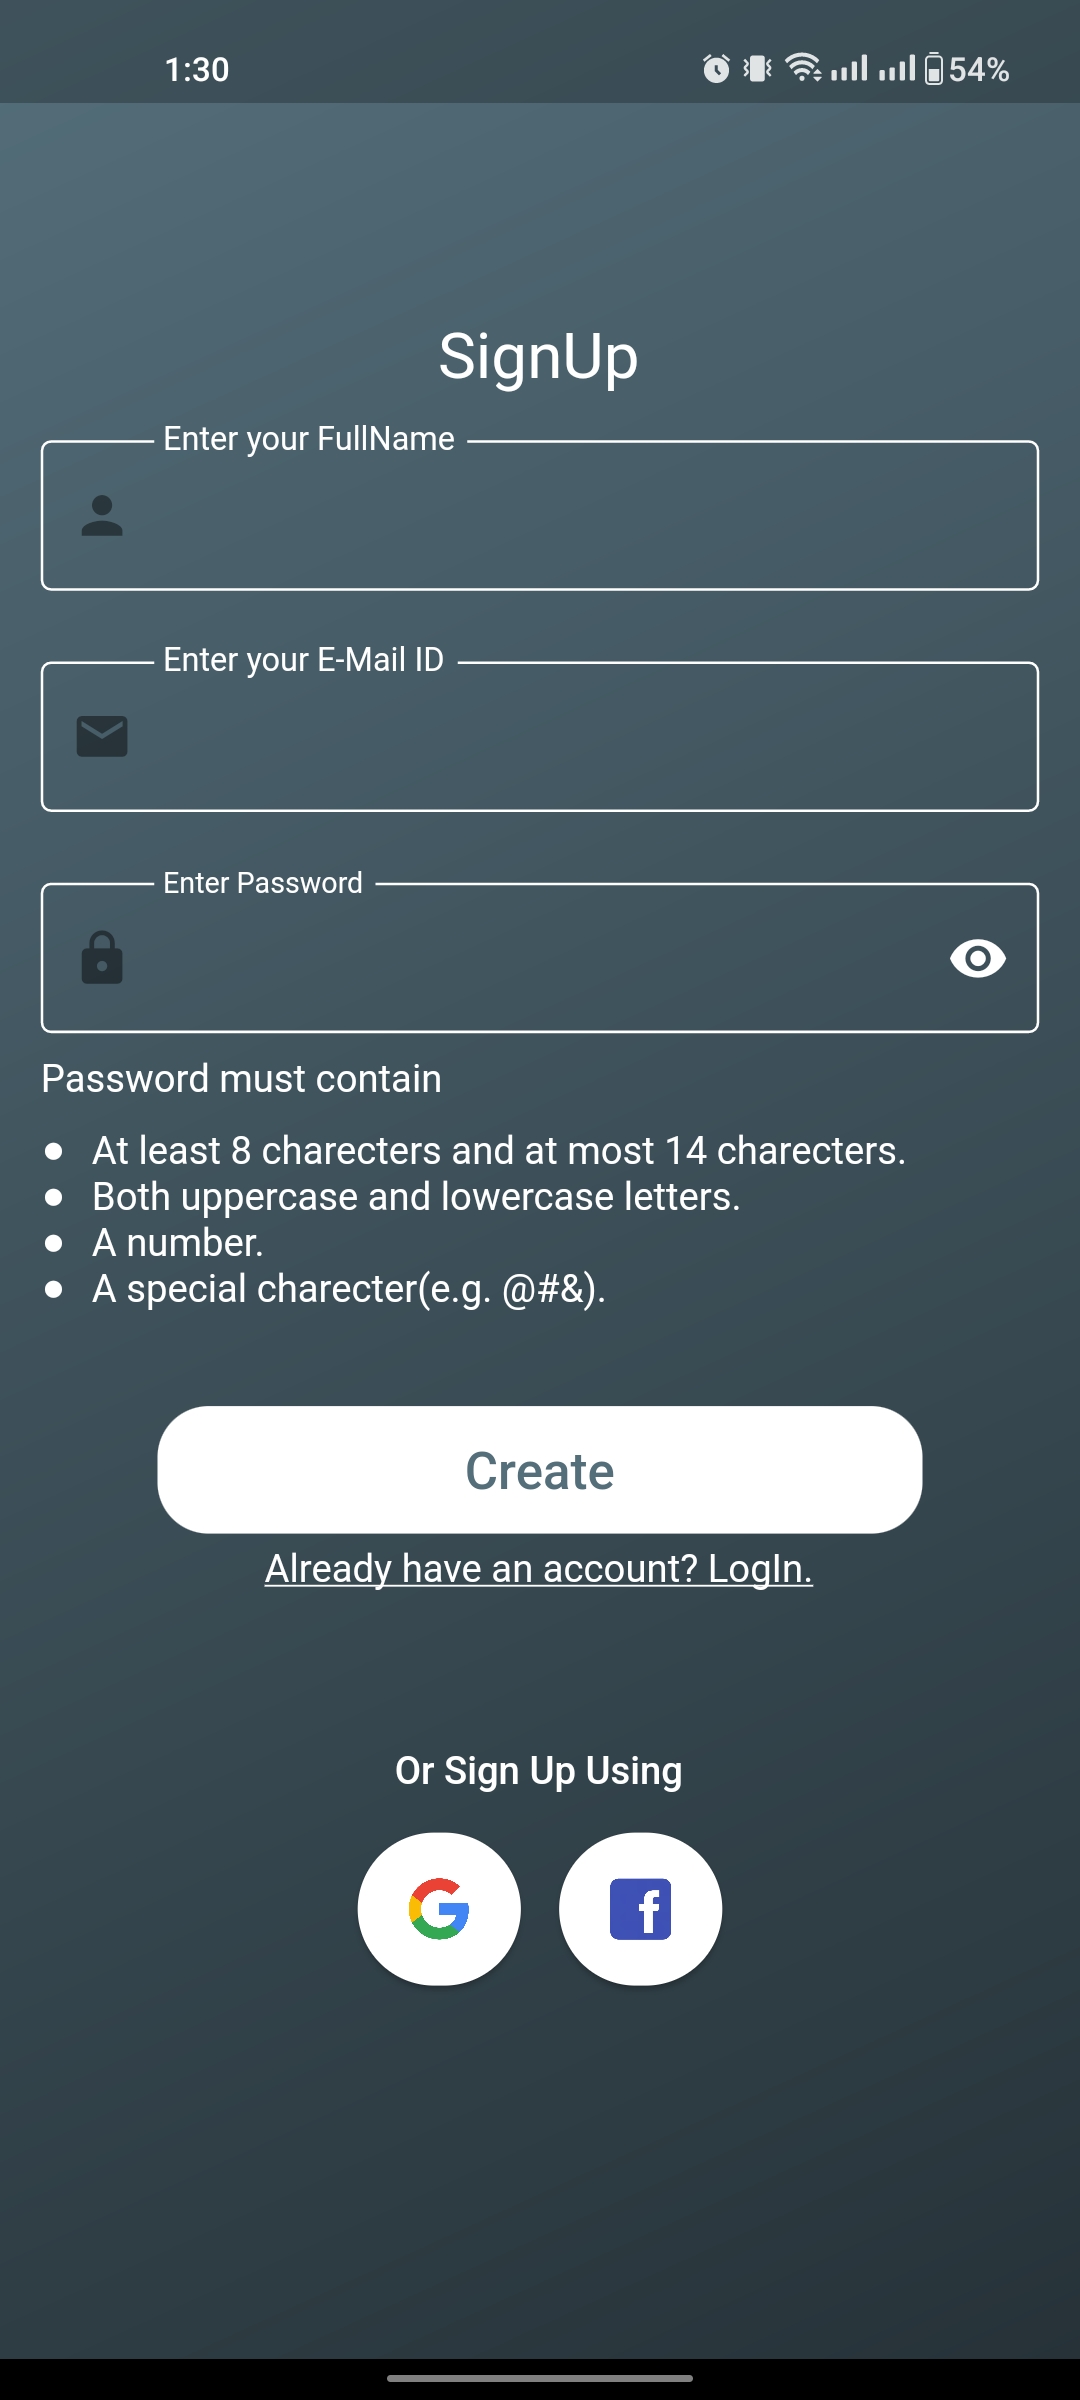 1:30
54%
SignUp
Enter your FullName
Enter your E-Mail ID
Enter Password
Password must contain
● At least 8 charecters and at most 14 charecters.
● Both uppercase and lowercase letters.
● A number.
● A special charecter(e.g. @#&).
Create
Already have an account? LogIn.
Or Sign Up Using